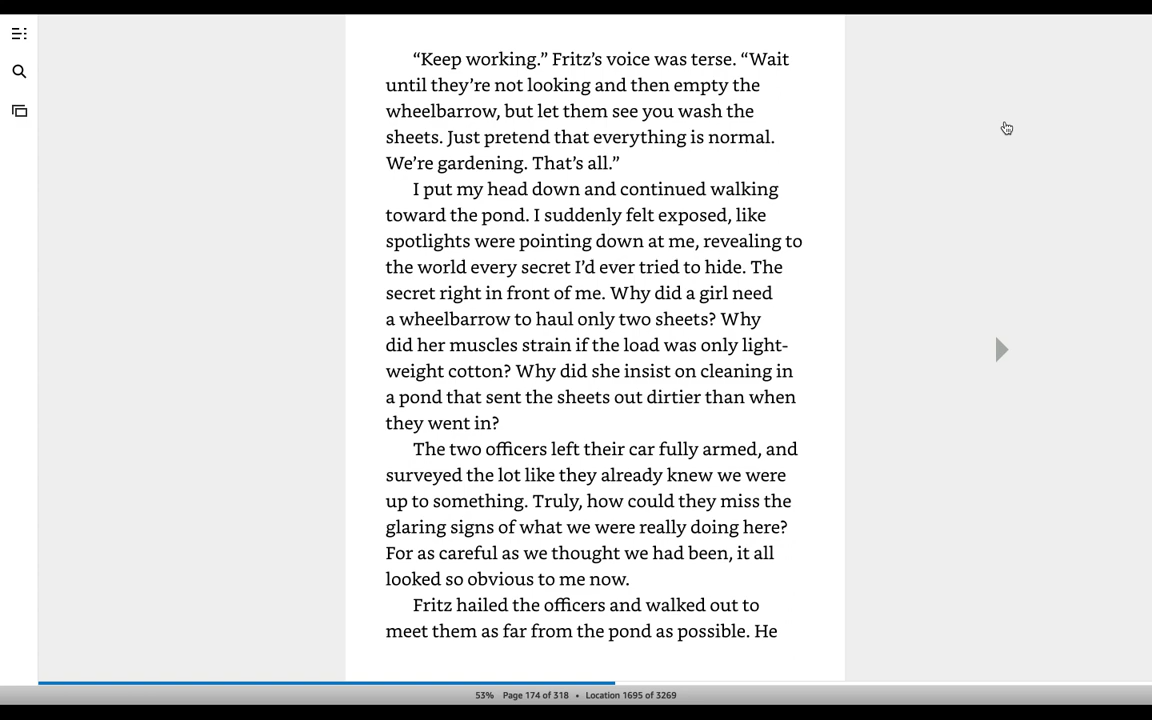 “Keep working.” Fritz’s voice was terse. “Wait
until they’re not looking and then empty the
wheelbarrow, but let them see you wash the
sheets. Just pretend that everything is normal.
We’re gardening. That’s all.”
I put my head down and continued walking
toward the pond. I suddenly felt exposed, like
spotlights were pointing down at me, revealing to
the world every secret I’d ever tried to hide. The
secret right in front of me. Why did a girl need
a wheelbarrow to haul only two sheets? Why
did her muscles strain if the load was only light-
weight cotton? Why did she insist on cleaning in
a pond that sent the sheets out dirtier than when
they went in?
The two officers left their car fully armed, and
surveyed the lot like they already knew we were
up to something. Truly, how could they miss the
glaring signs of what we were really doing here?
For as careful as we thought we had been, it all
looked so obvious to me now.
Fritz hailed the officers and walked out to
meet them as far from the pond as possible. He
53% Page 174 of 318 • Location 1695 of 3269